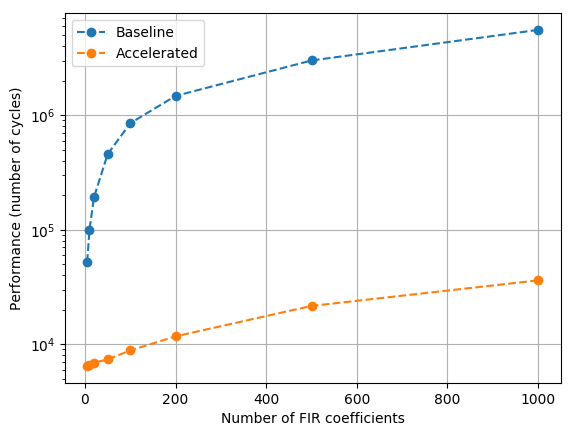 Baseline
Accelerated
Performance (number of cycles)
10^6
10^5
10^4
0 200 400 600 800 1000
Number of FIR coefficients